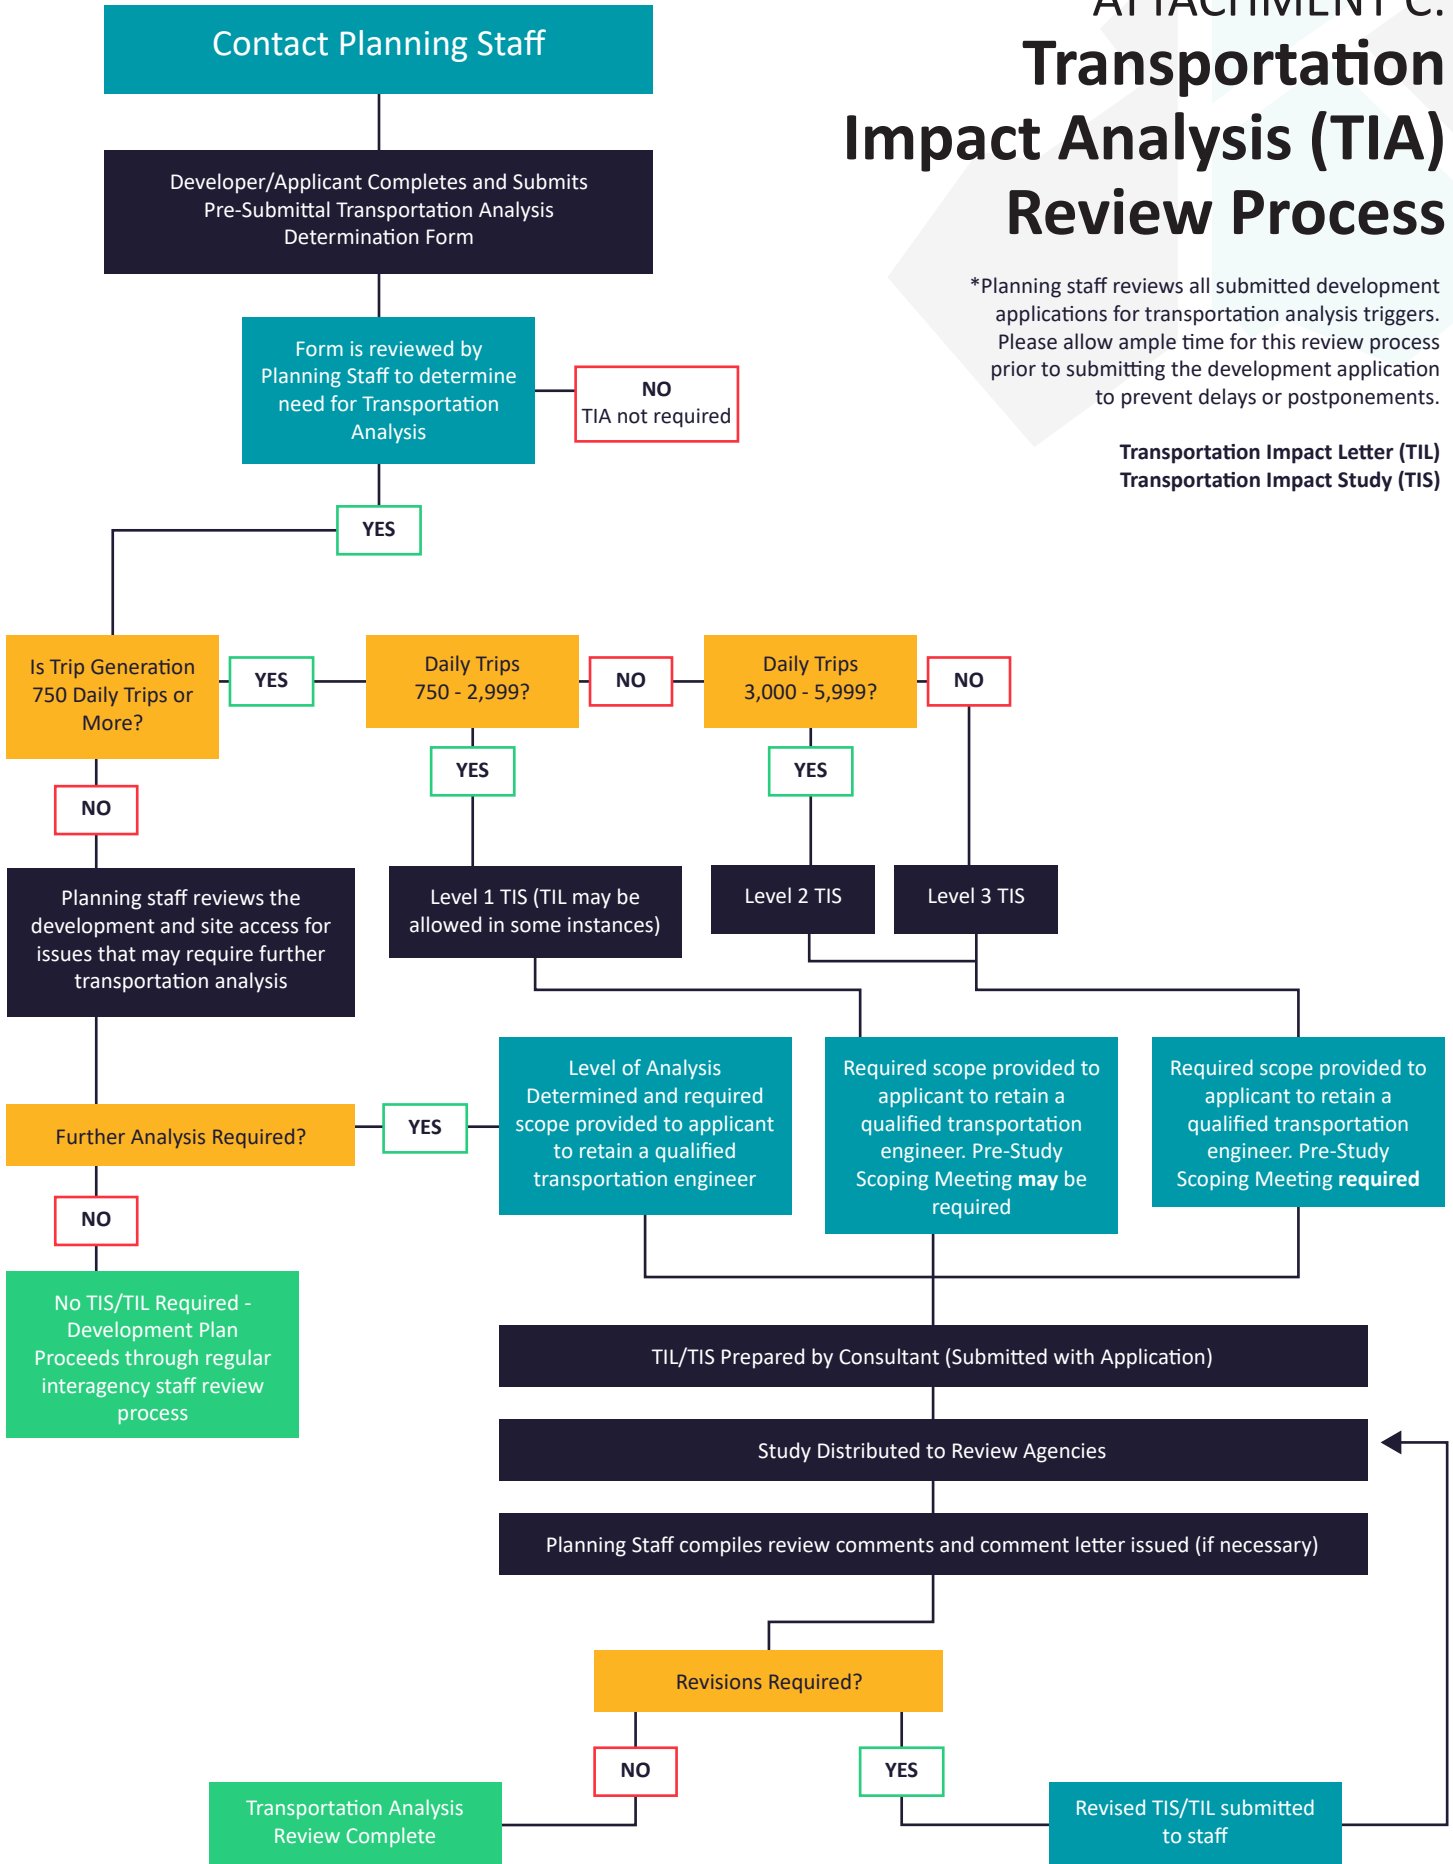 ATTACHMENT C:
Transportation
Impact Analysis (TIA)
Review Process
*Planning staff reviews all submitted development
applications for transportation analysis triggers.
Please allow ample time for this review process
prior to submitting the development application
to prevent delays or postponements.
Transportation Impact Letter (TIL)
Transportation Impact Study (TIS)
Contact Planning Staff
Developer/Applicant Completes and Submits
Pre-Submittal Transportation Analysis
Determination Form
Form is reviewed by
Planning Staff to determine
need for Transportation
Analysis
NO
TIA not required
YES
Is Trip Generation
750 Daily Trips or
More?
YES
Daily Trips
750 - 2,999?
NO
Daily Trips
3,000 - 5,999?
NO
NO
YES
YES
Planning staff reviews the
development and site access for
issues that may require further
transportation analysis
Level 1 TIS (TIL may be
allowed in some instances)
Level 2 TIS
Level 3 TIS
Further Analysis Required?
YES
Level of Analysis
Determined and required
scope provided to applicant
to retain a qualified
transportation engineer
Required scope provided to
applicant to retain a
qualified transportation
engineer. Pre-Study
Scoping Meeting may be
required
Required scope provided to
applicant to retain a
qualified transportation
engineer. Pre-Study
Scoping Meeting required
NO
No TIS/TIL Required -
Development Plan
Proceeds through regular
interagency staff review
process
TIL/TIS Prepared by Consultant (Submitted with Application)
Study Distributed to Review Agencies
Planning Staff compiles review comments and comment letter issued (if necessary)
Revisions Required?
NO
YES
Transportation Analysis
Review Complete
Revised TIS/TIL submitted
to staff